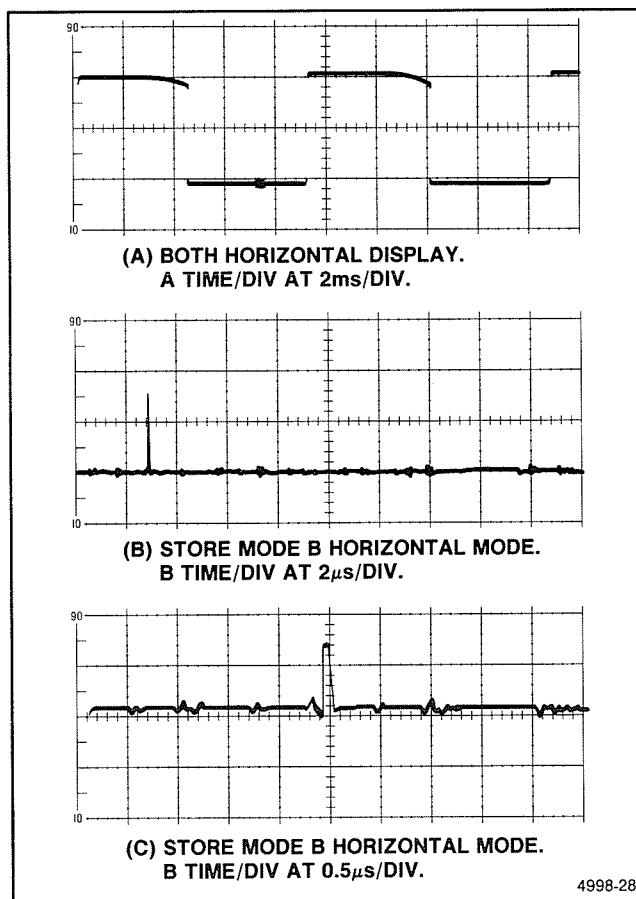 90
10
(A) BOTH HORIZONTAL DISPLAY.
A TIME/DIV AT 2ms/DIV.
90
10
(B) STORE MODE B HORIZONTAL MODE.
B TIME/DIV AT 2µs/DIV.
90
10
(C) STORE MODE B HORIZONTAL MODE.
B TIME/DIV AT 0.5µs/DIV.
4998-28